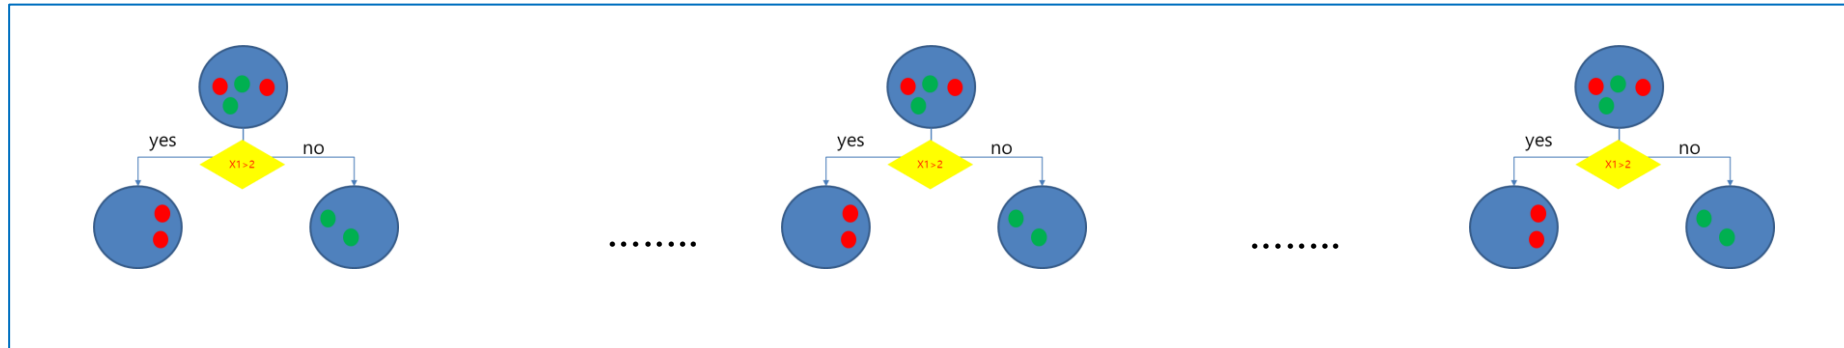 yes
no
X1>2
........
yes
no
X1>2
........
yes
no
X1>2